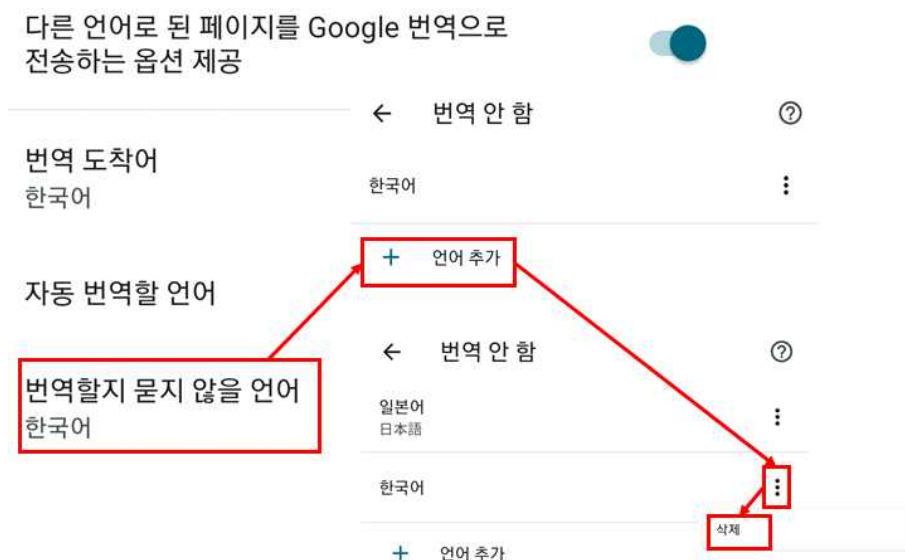 다른 언어로 된 페이지를 Google 번역으로
전송하는 옵션 제공
번역 도착어
한국어
자동 번역할 언어
번역할지 묻지 않을 언어
한국어
번역 안 함
한국어
언어 추가
번역 안 함
일본어
日本語
한국어
삭제
언어 추가